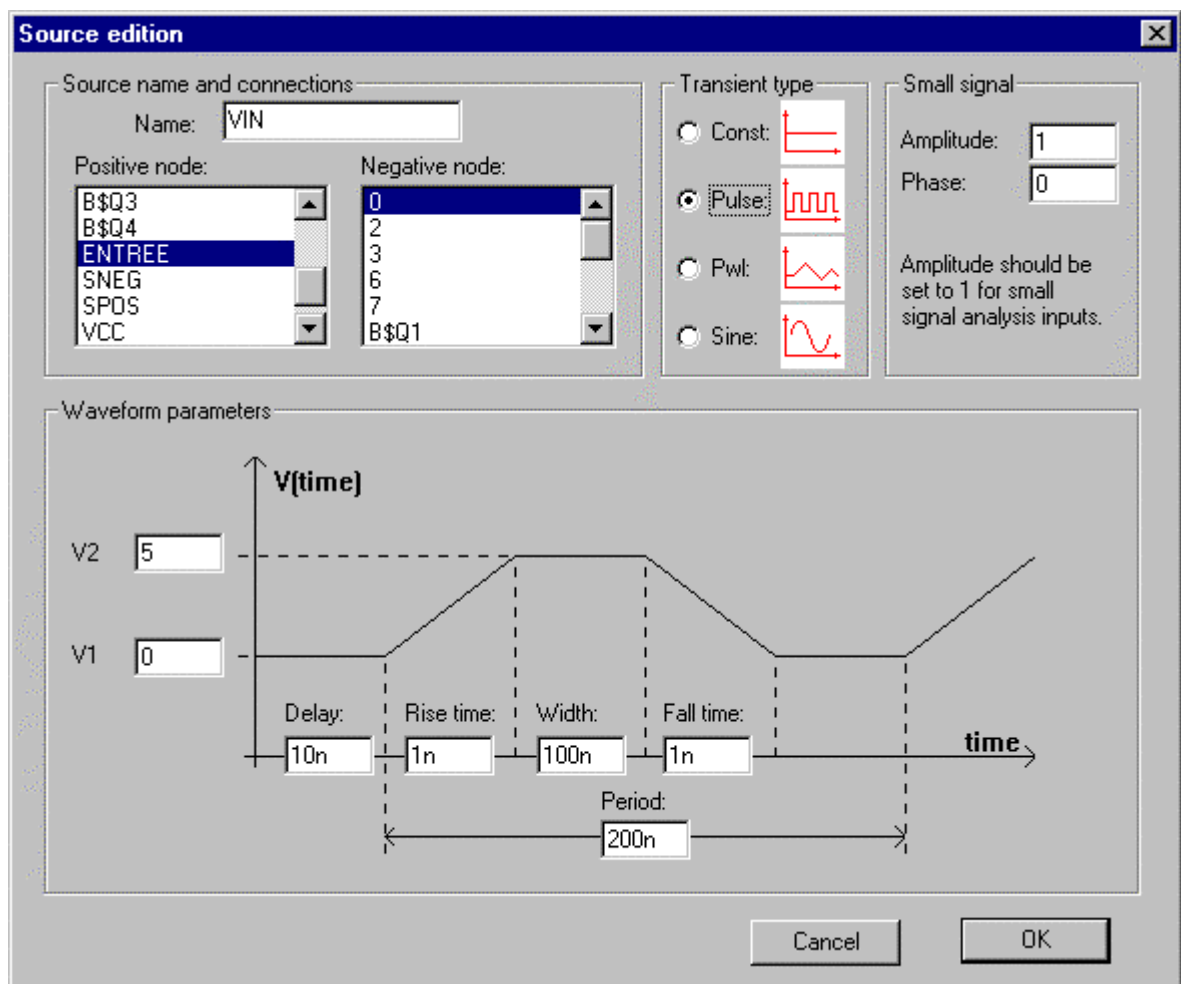 Source edition
Source name and connections
Name: VIN
Positive node:
B$Q3
B$Q4
ENTREE
SNEG
SPOS
VCC
Negative node:
0
2
3
6
7
B$Q1
Transient type
Const:
Pulse:
Pwl:
Sine:
Small signal
Amplitude: 1
Phase: 0
Amplitude should be
set to 1 for small
signal analysis inputs.
Waveform parameters
V(time)
V2 5
V1 0
Delay: Rise time: Width: Fall time:
10n 1n 100n 1n
time
Period:
200n
Cancel OK